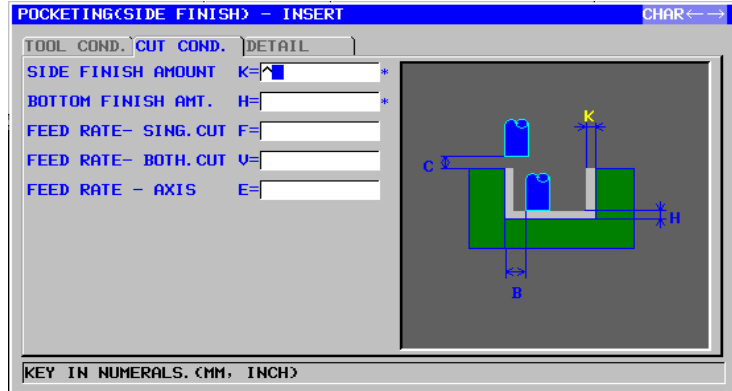 POCKETING(SIDE FINISH) - INSERT CHAR←→
TOOL COND. CUT COND. DETAIL
SIDE FINISH AMOUNT K=^ *
BOTTOM FINISH AMT. H= *
FEED RATE- SING.CUT F=
FEED RATE- BOTH.CUT V=
FEED RATE - AXIS E=
K
C
H
B
KEY IN NUMERALS.(MM, INCH)